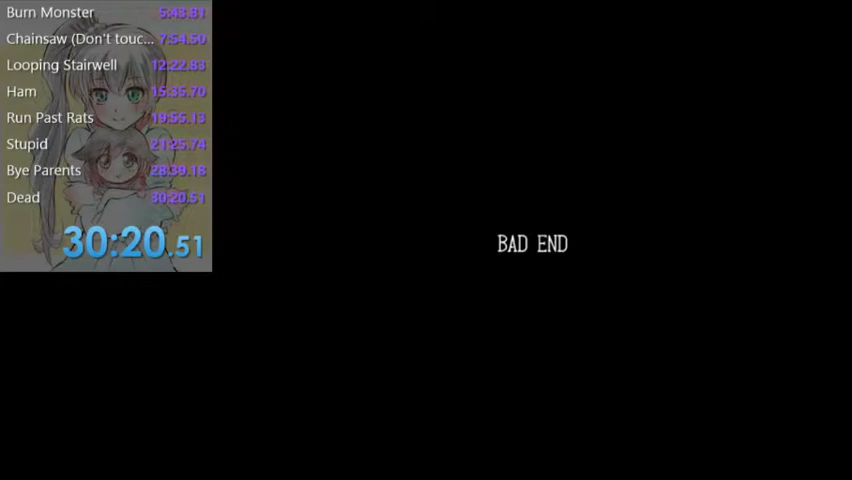 Burn Monster 5:43.81
Chainsaw (Don't touc... 7:54.50
Looping Stairwell 12:22.83
Ham 15:35.70
Run Past Rats 19:55.13
Stupid 21:25.74
Bye Parents 28:39.18
Dead 30:20.51
30:20.51
BAD END